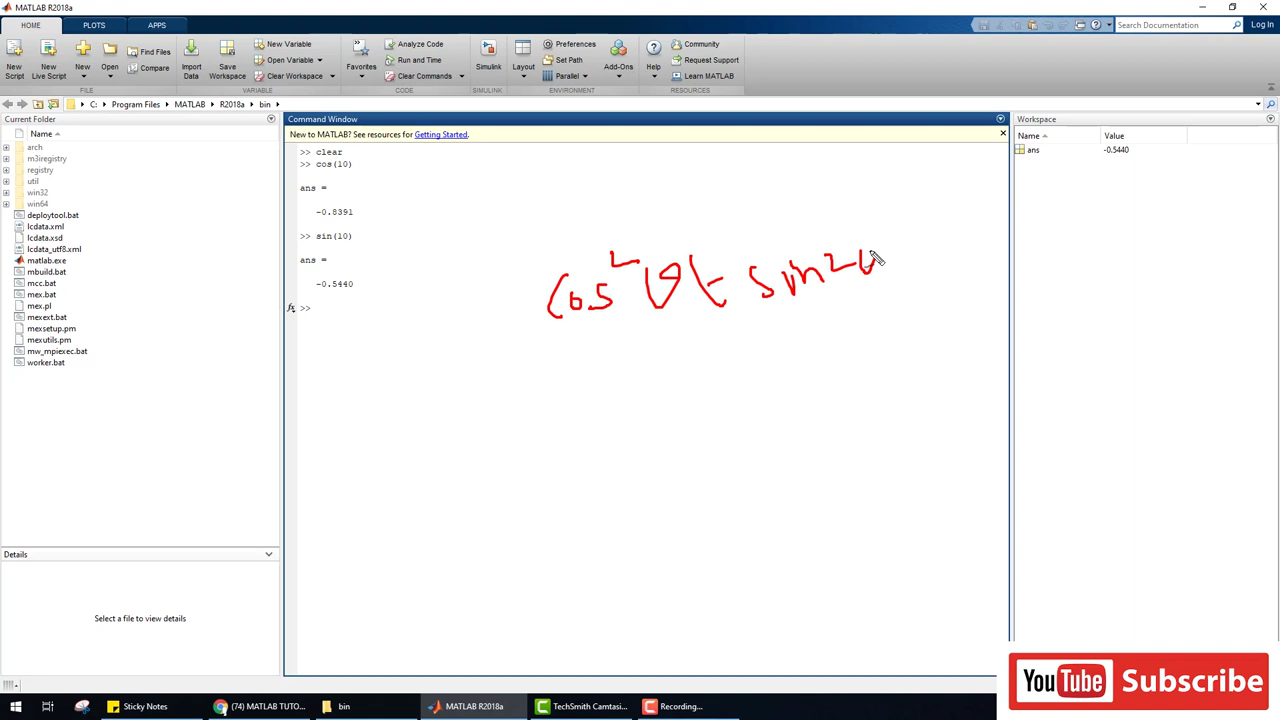 MATLAB R2018a
HOME PLOTS APPS Search Documentation Log In
New Script New Live Script New Open Find Files Compare Import Data Save Workspace New Variable Open Variable Clear Workspace Favorites Analyze Code Run and Time Clear Commands Simulink Layout Preferences Set Path Parallel Add-Ons Help Community Request Support Learn MATLAB
FILE VARIABLE CODE SIMULINK ENVIRONMENT RESOURCES
C: Program Files MATLAB R2018a bin
Current Folder
Name
arch
m3iregistry
registry
util
win32
win64
deploytool.bat
lcdata.xml
lcdata.xsd
lcdata_utf8.xml
matlab.exe
mbuild.bat
mcc.bat
mex.bat
mex.pl
mexext.bat
mexsetup.pm
mexutils.pm
mw_mpiexec.bat
worker.bat
Details
Select a file to view details
Command Window
New to MATLAB? See resources for Getting Started.
>> clear
>> cos(10)
ans =
-0.8391
>> sin(10)
ans =
-0.5440
fx >>
cos² θ + sin²
Workspace
Name Value
ans -0.5440
YouTube Subscribe
Sticky Notes (74) MATLAB TUTO... bin MATLAB R2018a TechSmith Camtasi... Recording...